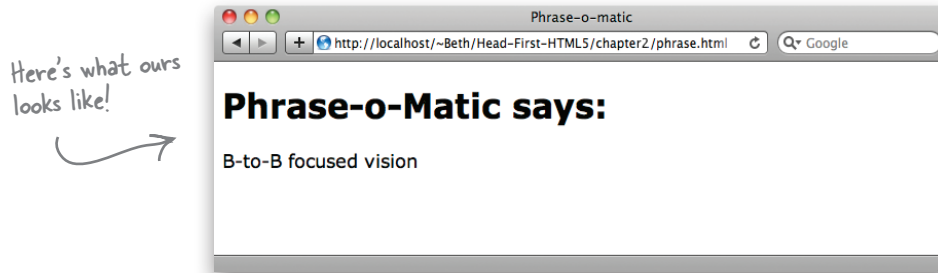 Phrase-o-matic
http://localhost/~Beth/Head-First-HTML5/chapter2/phrase.html
Google
Here's what ours
looks like!
Phrase-o-Matic says:
B-to-B focused vision